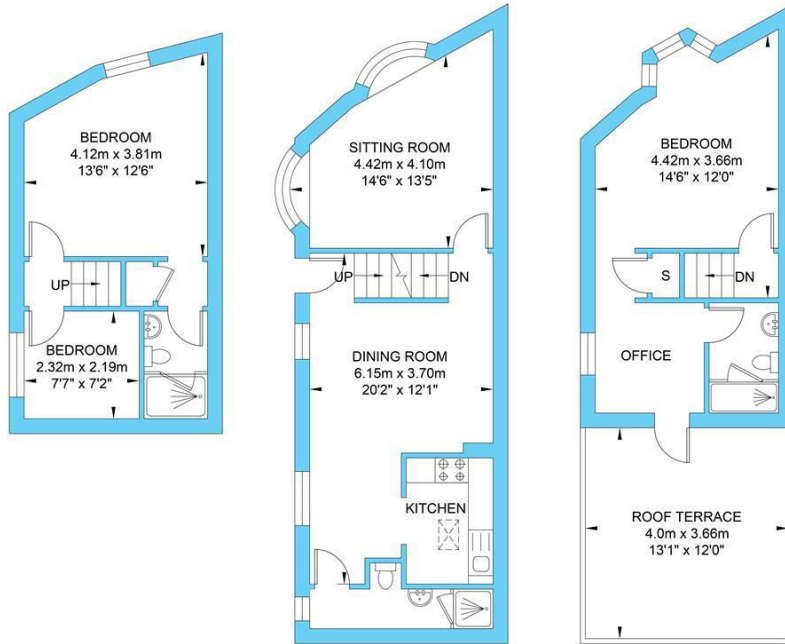 BEDROOM
4.12m x 3.81m
13'6" x 12'6"
UP
BEDROOM
2.32m x 2.19m
7'7" x 7'2"
SITTING ROOM
4.42m x 4.10m
14'6" x 13'5"
UP
DN
DINING ROOM
6.15m x 3.70m
20'2" x 12'1"
KITCHEN
BEDROOM
4.42m x 3.66m
14'6" x 12'0"
S
DN
OFFICE
ROOF TERRACE
4.0m x 3.66m
13'1" x 12'0"